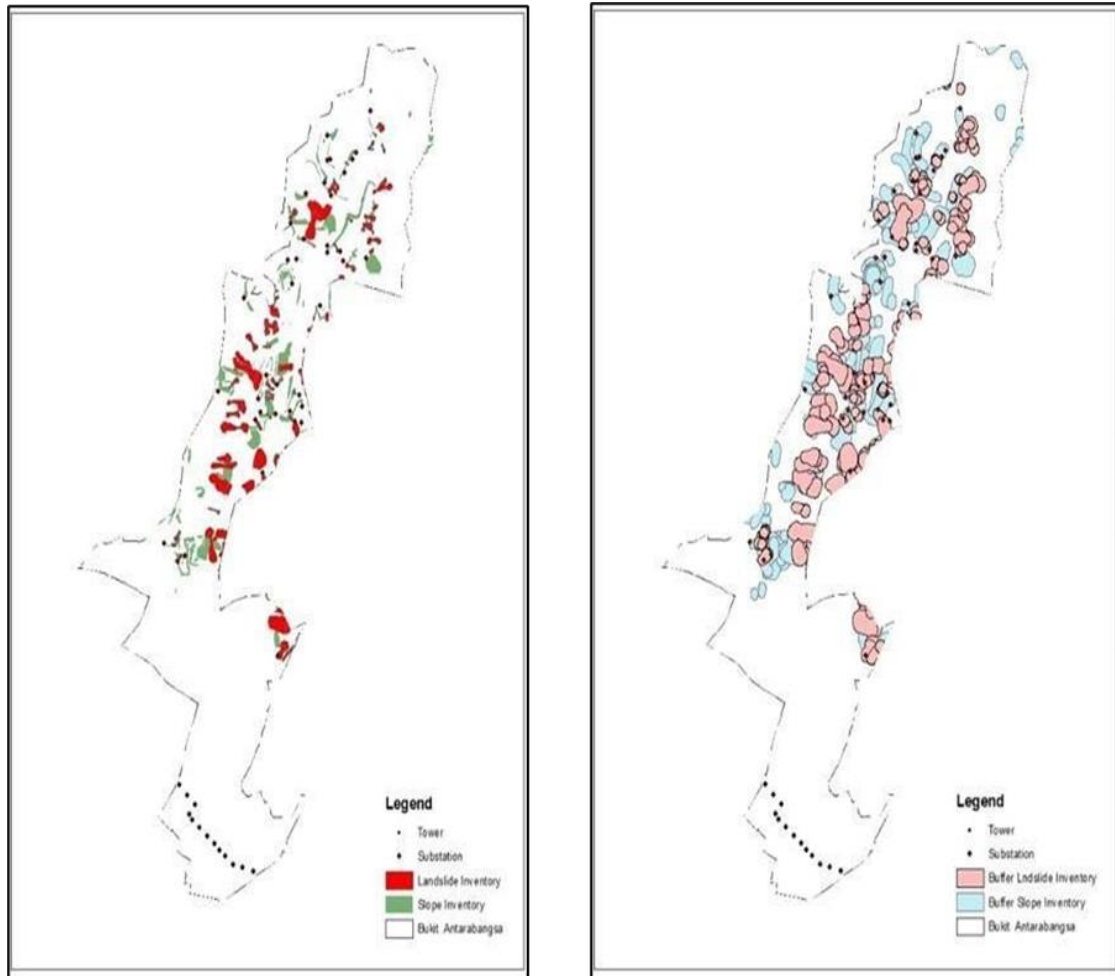 Legend
Tower
Substation
Landslide Inventory
Slope Inventory
Bukit Antarabangsa
Legend
Tower
Substation
Buffer Lndslide Inventory
Buffer Slope Inventory
Bukit Antarabangsa